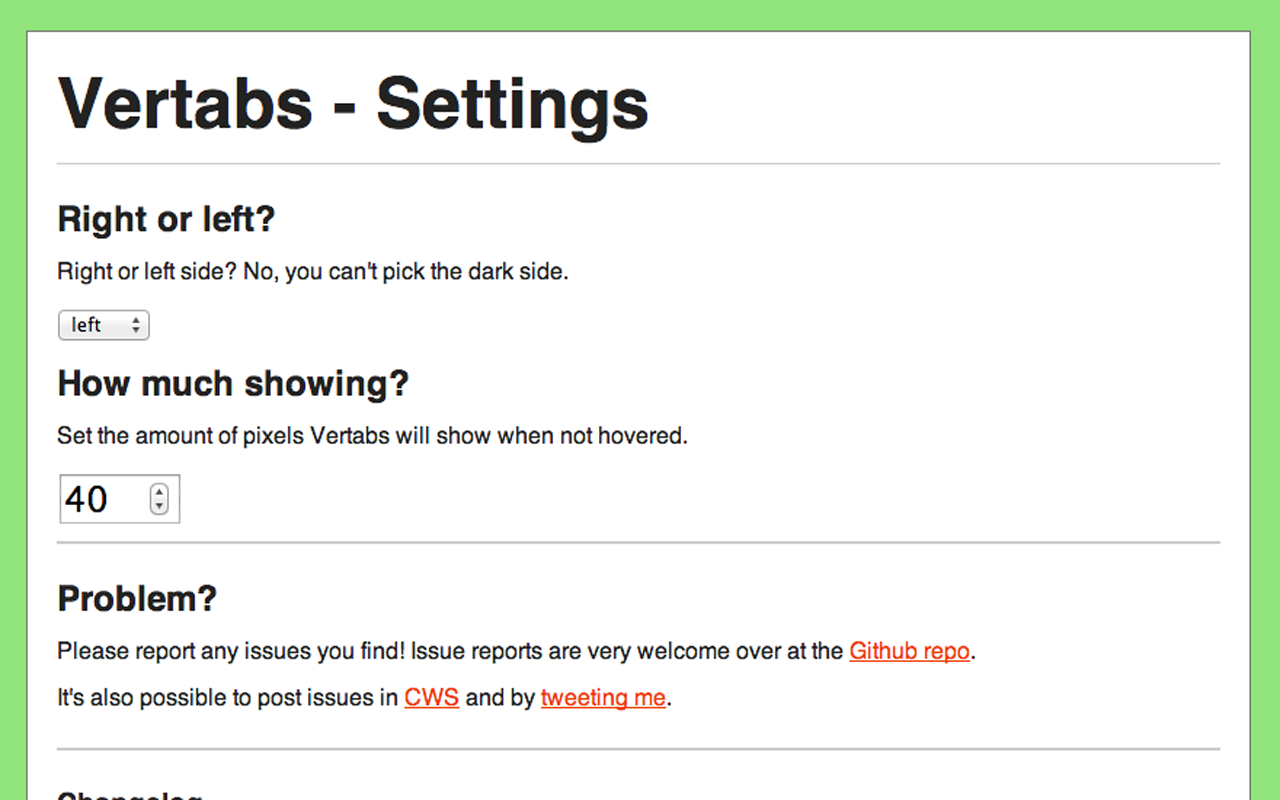 Vertabs - Settings
Right or left?
Right or left side? No, you can't pick the dark side.
left
How much showing?
Set the amount of pixels Vertabs will show when not hovered.
40
Problem?
Please report any issues you find! Issue reports are very welcome over at the Github repo.
It's also possible to post issues in CWS and by tweeting me.
Changelog